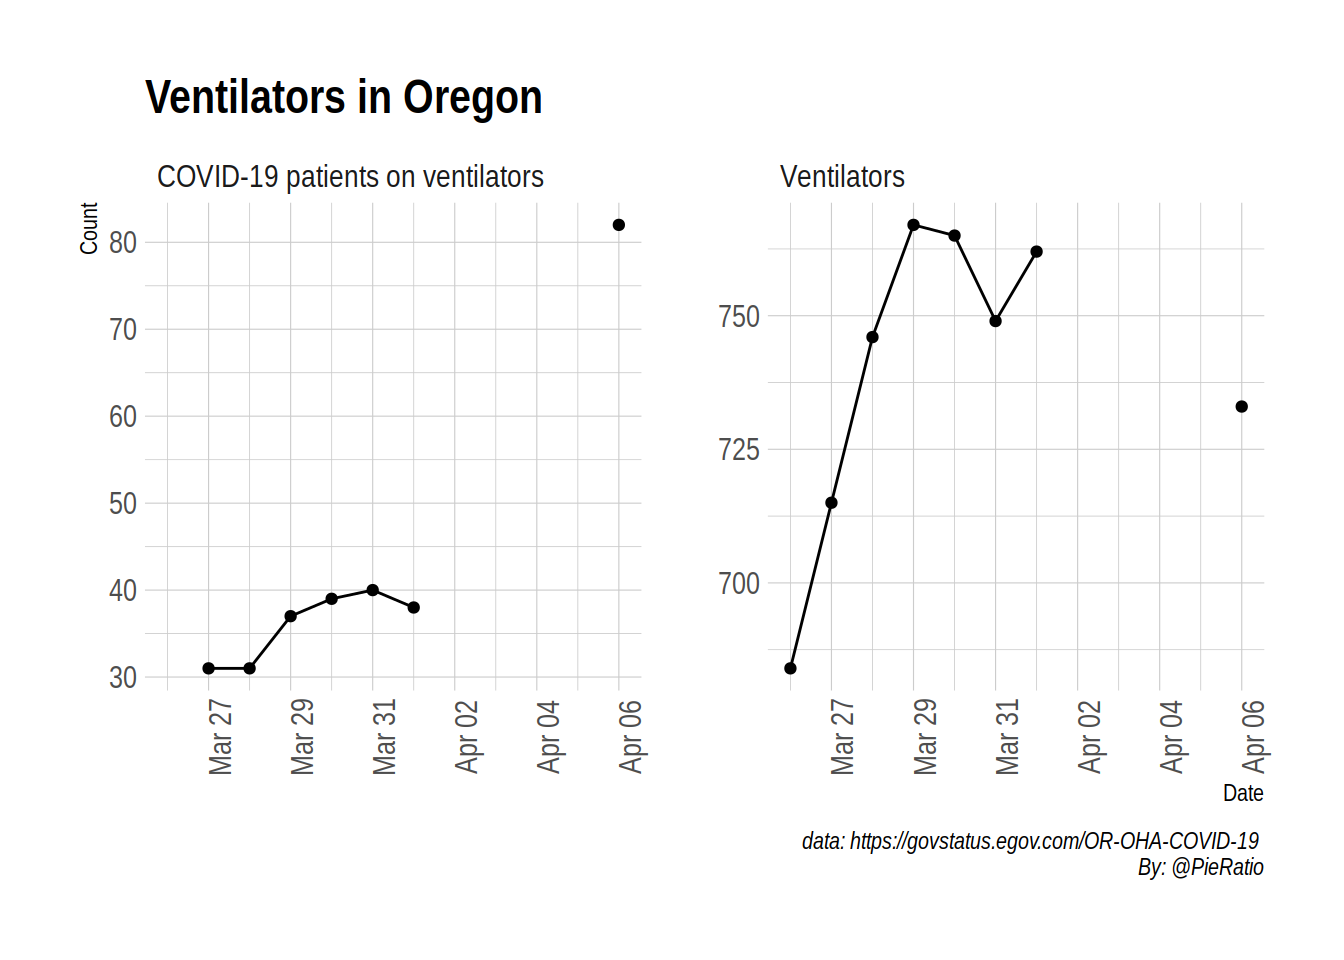 Ventilators in Oregon
COVID-19 patients on ventilators
Count
80
70
60
50
40
30
Mar 27
Mar 29
Mar 31
Apr 02
Apr 04
Apr 06
Ventilators
750
725
700
Mar 27
Mar 29
Mar 31
Apr 02
Apr 04
Apr 06
Date
data: https://govstatus.egov.com/OR-OHA-COVID-19
By: @PieRatio